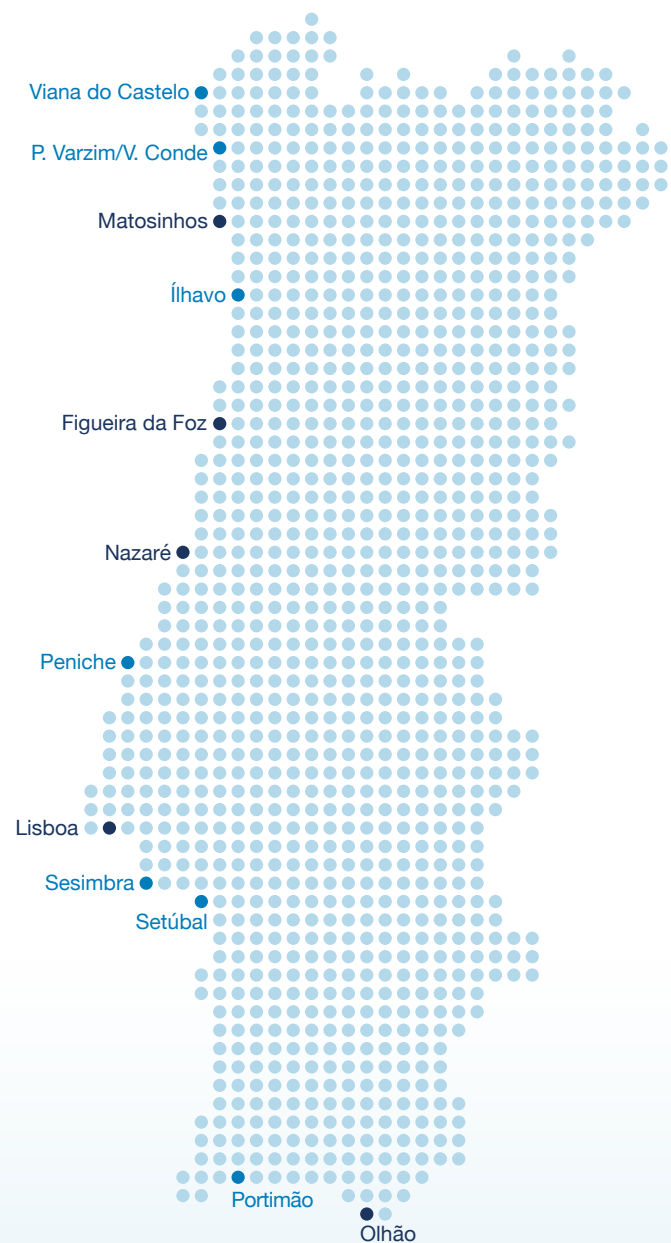 Viana do Castelo
P. Varzim/V. Conde
Matosinhos
Ílhavo
Figueira da Foz
Nazaré
Peniche
Lisboa
Sesimbra
Setúbal
Portimão
Olhão